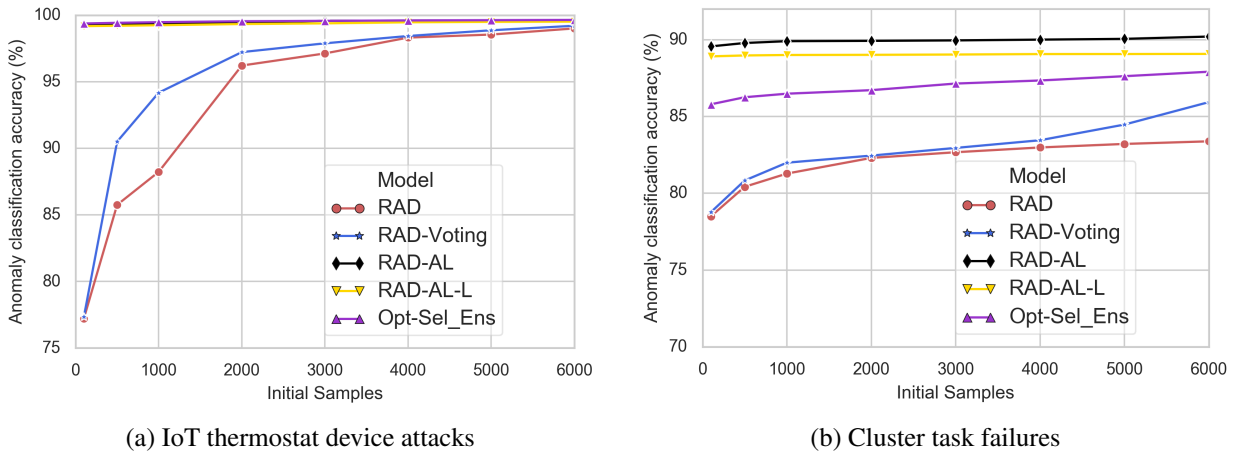 Anomaly classification accuracy (%)
100
95
90
85
80
75
0 1000 2000 3000 4000 5000 6000
Initial Samples
Model
RAD
RAD-Voting
RAD-AL
RAD-AL-L
Opt-Sel_Ens
(a) IoT thermostat device attacks
Anomaly classification accuracy (%)
90
85
80
75
70
0 1000 2000 3000 4000 5000 6000
Initial Samples
Model
RAD
RAD-Voting
RAD-AL
RAD-AL-L
Opt-Sel_Ens
(b) Cluster task failures